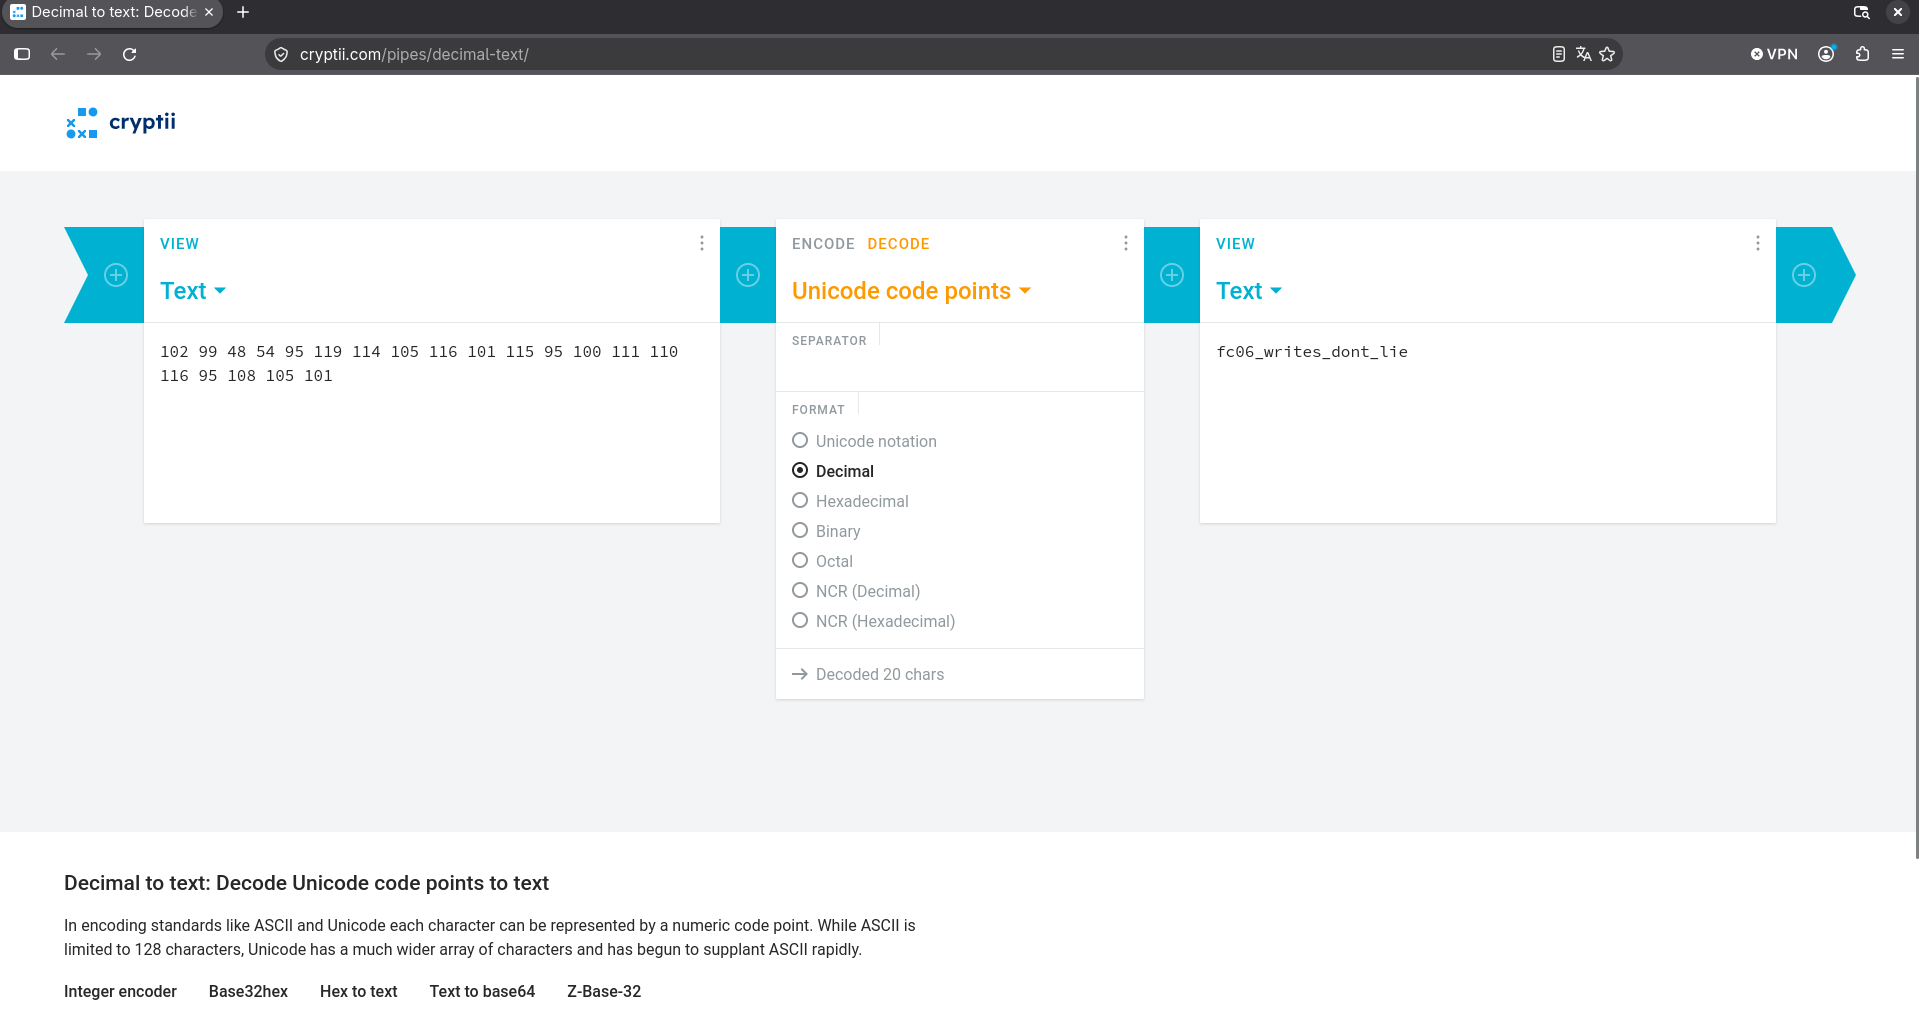 Decimal to text: Decode
cryptii.com/pipes/decimal-text/
VPN
cryptii
VIEW
Text
102 99 48 54 95 119 114 105 116 101 115 95 100 111 110
116 95 108 105 101
ENCODE DECODE
Unicode code points
SEPARATOR
FORMAT
Unicode notation
Decimal
Hexadecimal
Binary
Octal
NCR (Decimal)
NCR (Hexadecimal)
Decoded 20 chars
VIEW
Text
fc06_writes_dont_lie
Decimal to text: Decode Unicode code points to text
In encoding standards like ASCII and Unicode each character can be represented by a numeric code point. While ASCII is
limited to 128 characters, Unicode has a much wider array of characters and has begun to supplant ASCII rapidly.
Integer encoder Base32hex Hex to text Text to base64 Z-Base-32